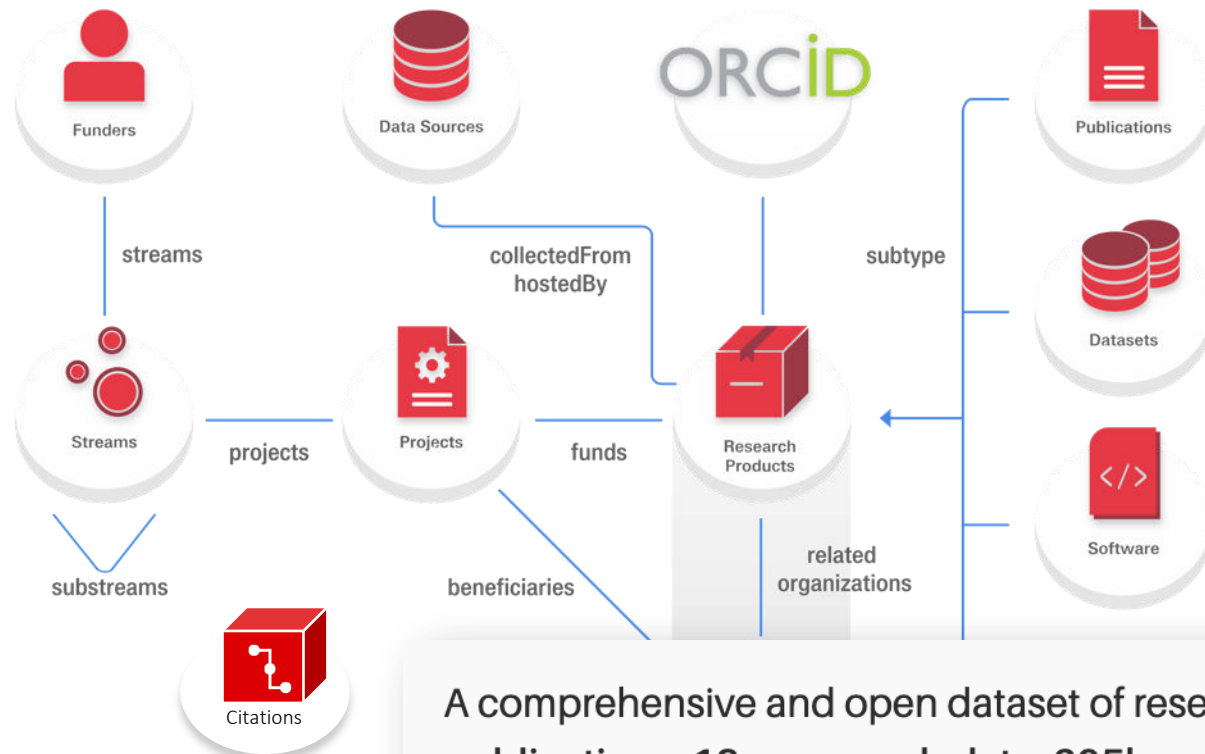 ORCiD
Funders
Data Sources
Publications
streams
collectedFrom
hostedBy
subtype
Datasets
Streams
projects
Projects
funds
Research
Products
Software
substreams
beneficiaries
related
organizations
Citations
A comprehensive and open dataset of